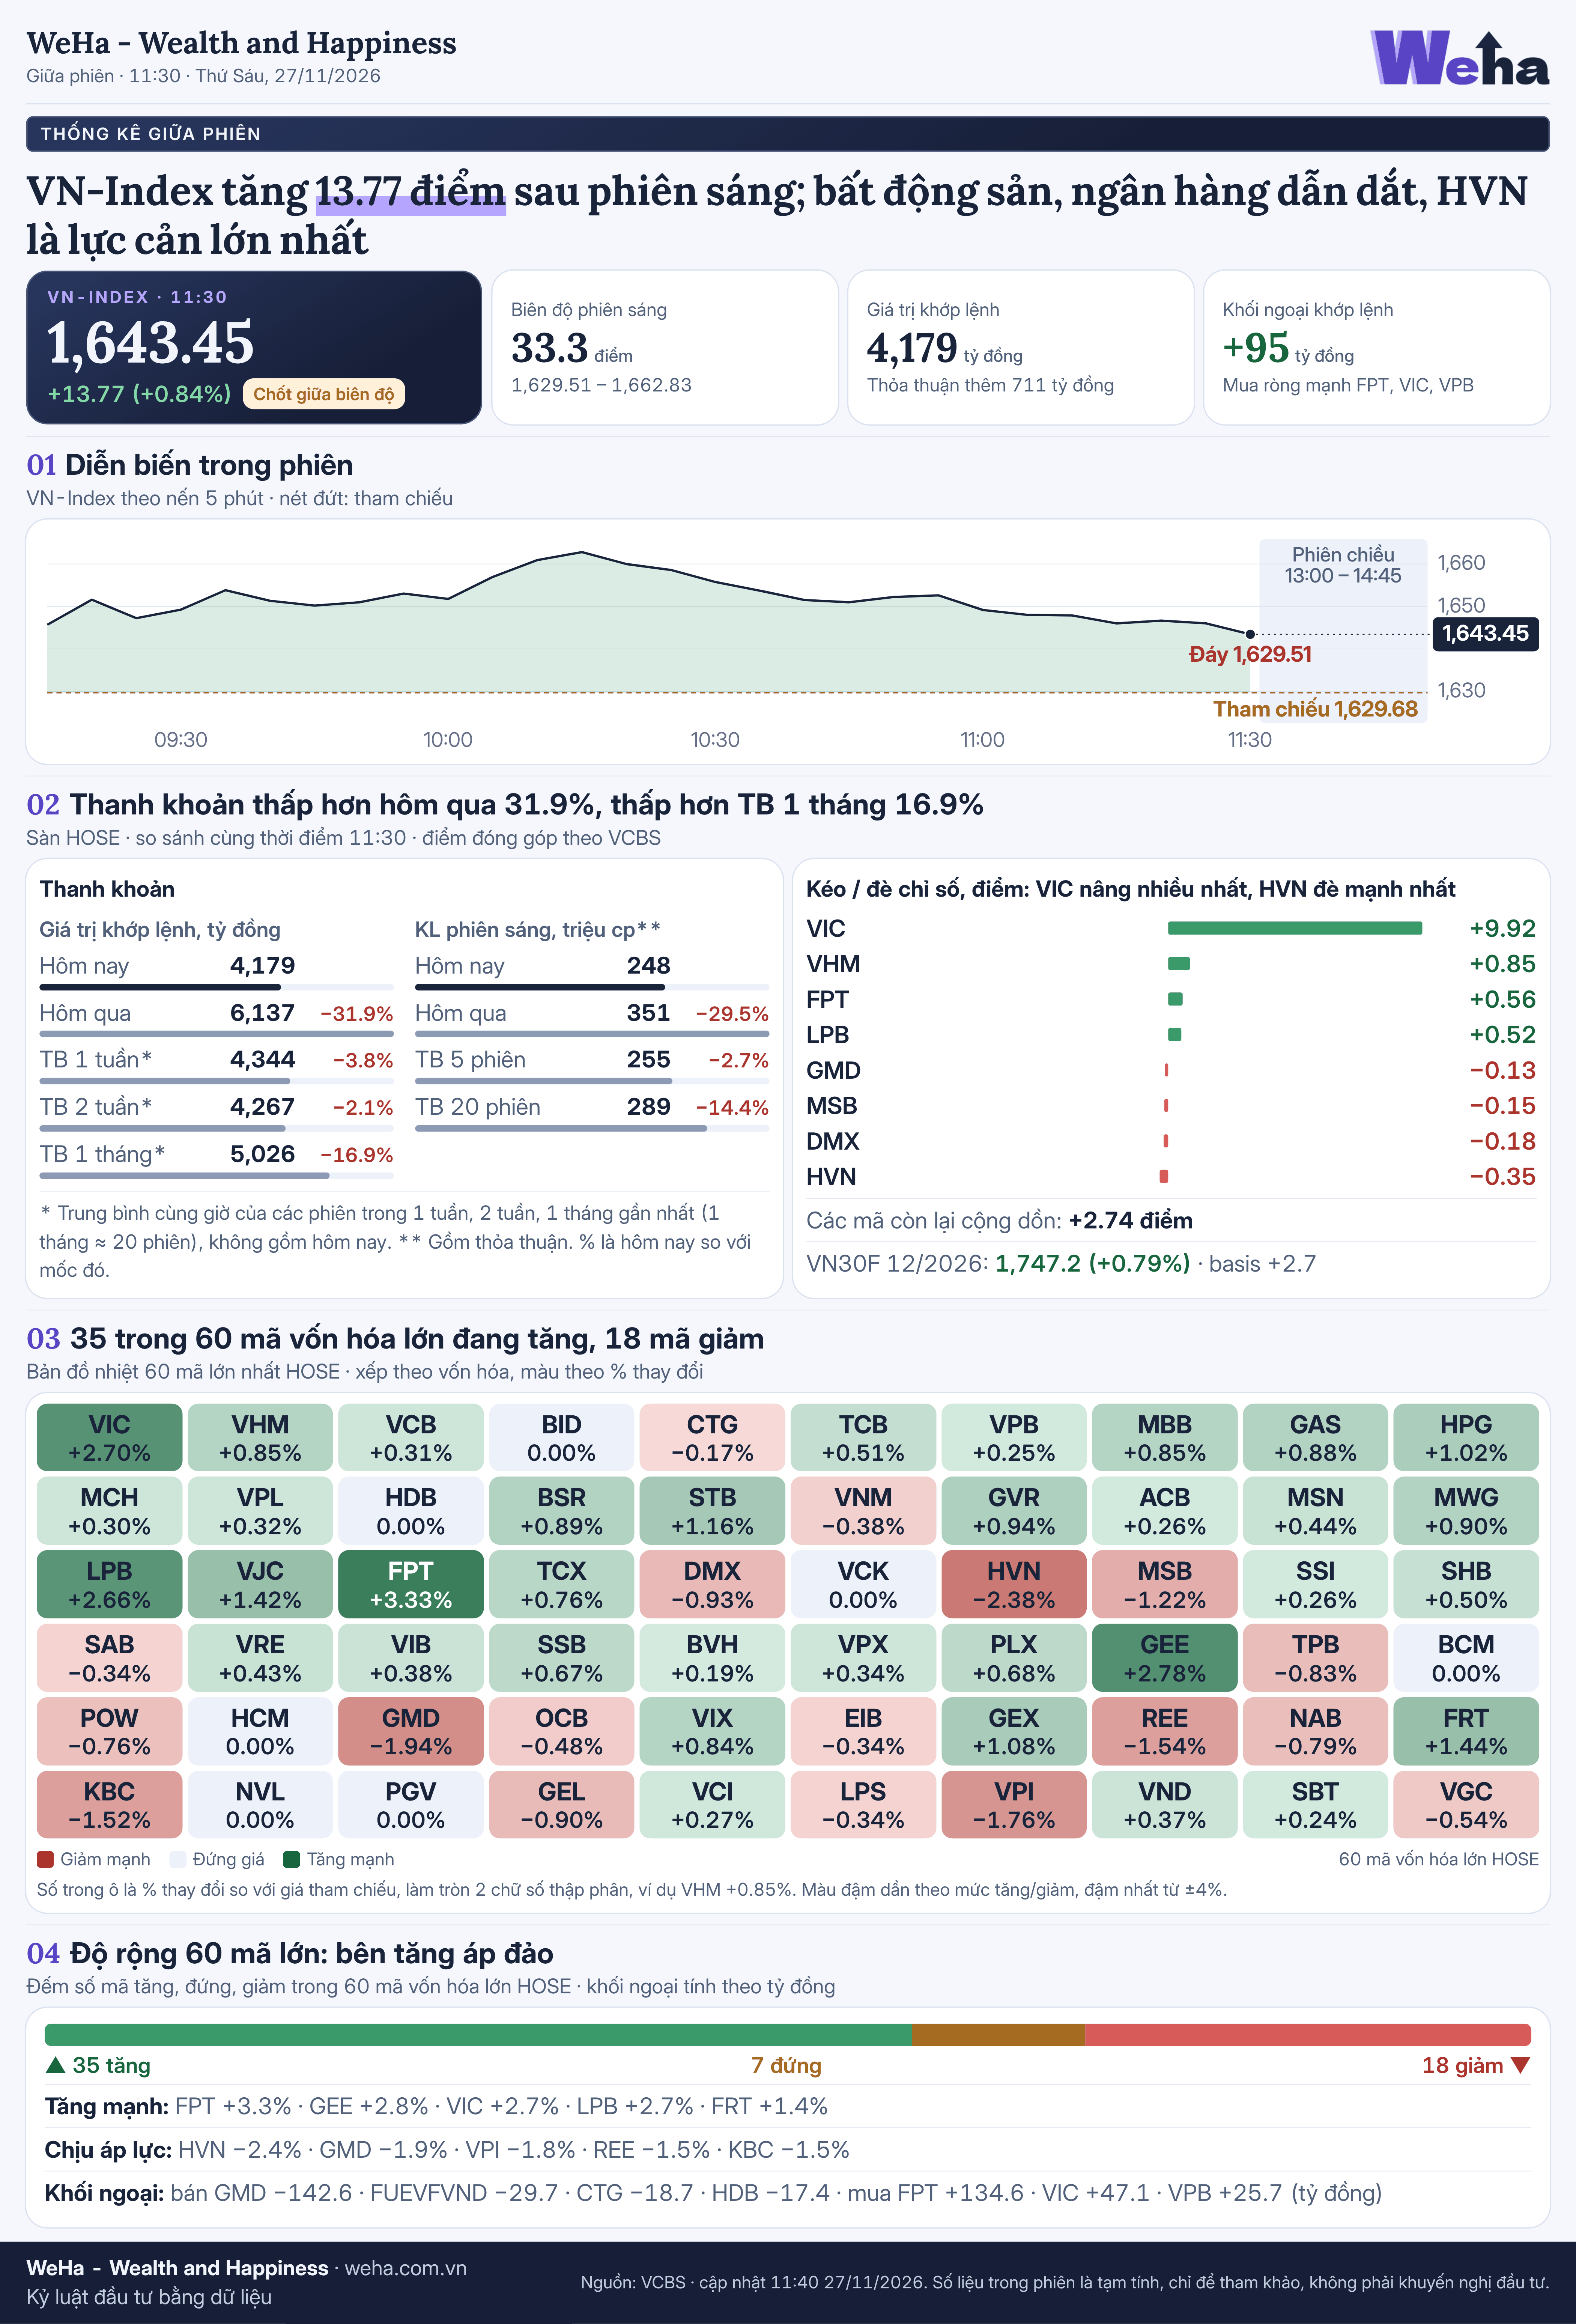 WeHa - Wealth and Happiness
Giữa phiên · 11:30 · Thứ Sáu, 27/11/2026
Weha
THỐNG KÊ GIỮA PHIÊN
VN-Index tăng 13.77 điểm sau phiên sáng; bất động sản, ngân hàng dẫn dắt, HVN
là lực cản lớn nhất
VN-INDEX · 11:30
1,643.45
+13.77 (+0.84%) Chốt giữa biên độ
Biên độ phiên sáng
33.3 điểm
1,629.51 – 1,662.83
Giá trị khớp lệnh
4,179 tỷ đồng
Thỏa thuận thêm 711 tỷ đồng
Khối ngoại khớp lệnh
+95 tỷ đồng
Mua ròng mạnh FPT, VIC, VPB
01 Diễn biến trong phiên
VN-Index theo nến 5 phút · nét đứt: tham chiếu
Phiên chiều
13:00 – 14:45
1,660
1,650
1,643.45
Đáy 1,629.51
1,630
Tham chiếu 1,629.68
09:30 10:00 10:30 11:00 11:30
02 Thanh khoản thấp hơn hôm qua 31.9%, thấp hơn TB 1 tháng 16.9%
Sàn HOSE · so sánh cùng thời điểm 11:30 · điểm đóng góp theo VCBS
Thanh khoản
Giá trị khớp lệnh, tỷ đồng
Hôm nay 4,179
Hôm qua 6,137 −31.9%
TB 1 tuần* 4,344 −3.8%
TB 2 tuần* 4,267 −2.1%
TB 1 tháng* 5,026 −16.9%
KL phiên sáng, triệu cp**
Hôm nay 248
Hôm qua 351 −29.5%
TB 5 phiên 255 −2.7%
TB 20 phiên 289 −14.4%
* Trung bình cùng giờ của các phiên trong 1 tuần, 2 tuần, 1 tháng gần nhất (1
tháng ≈ 20 phiên), không gồm hôm nay. ** Gồm thỏa thuận. % là hôm nay so với
mốc đó.
Kéo / đè chỉ số, điểm: VIC nâng nhiều nhất, HVN đè mạnh nhất
VIC +9.92
VHM +0.85
FPT +0.56
LPB +0.52
GMD −0.13
MSB −0.15
DMX −0.18
HVN −0.35
Các mã còn lại cộng dồn: +2.74 điểm
VN30F 12/2026: 1,747.2 (+0.79%) · basis +2.7
03 35 trong 60 mã vốn hóa lớn đang tăng, 18 mã giảm
Bản đồ nhiệt 60 mã lớn nhất HOSE · xếp theo vốn hóa, màu theo % thay đổi
VIC VHM VCB BID CTG TCB VPB MBB GAS HPG
+2.70% +0.85% +0.31% 0.00% −0.17% +0.51% +0.25% +0.85% +0.88% +1.02%
MCH VPL HDB BSR STB VNM GVR ACB MSN MWG
+0.30% +0.32% 0.00% +0.89% +1.16% −0.38% +0.94% +0.26% +0.44% +0.90%
LPB VJC FPT TCX DMX VCK HVN MSB SSI SHB
+2.66% +1.42% +3.33% +0.76% −0.93% 0.00% −2.38% −1.22% +0.26% +0.50%
SAB VRE VIB SSB BVH VPX PLX GEE TPB BCM
−0.34% +0.43% +0.38% +0.67% +0.19% +0.34% +0.68% +2.78% −0.83% 0.00%
POW HCM GMD OCB VIX EIB GEX REE NAB FRT
−0.76% 0.00% −1.94% −0.48% +0.84% −0.34% +1.08% −1.54% −0.79% +1.44%
KBC NVL PGV GEL VCI LPS VPI VND SBT VGC
−1.52% 0.00% 0.00% −0.90% +0.27% −0.34% −1.76% +0.37% +0.24% −0.54%
Giảm mạnh Đứng giá Tăng mạnh 60 mã vốn hóa lớn HOSE
Số trong ô là % thay đổi so với giá tham chiếu, làm tròn 2 chữ số thập phân, ví dụ VHM +0.85%. Màu đậm dần theo mức tăng/giảm, đậm nhất từ ±4%.
04 Độ rộng 60 mã lớn: bên tăng áp đảo
Đếm số mã tăng, đứng, giảm trong 60 mã vốn hóa lớn HOSE · khối ngoại tính theo tỷ đồng
▲ 35 tăng 7 đứng 18 giảm ▼
Tăng mạnh: FPT +3.3% · GEE +2.8% · VIC +2.7% · LPB +2.7% · FRT +1.4%
Chịu áp lực: HVN −2.4% · GMD −1.9% · VPI −1.8% · REE −1.5% · KBC −1.5%
Khối ngoại: bán GMD −142.6 · FUEVFVND −29.7 · CTG −18.7 · HDB −17.4 · mua FPT +134.6 · VIC +47.1 · VPB +25.7 (tỷ đồng)
WeHa - Wealth and Happiness · weha.com.vn
Kỷ luật đầu tư bằng dữ liệu
Nguồn: VCBS · cập nhật 11:40 27/11/2026. Số liệu trong phiên là tạm tính, chỉ để tham khảo, không phải khuyến nghị đầu tư.